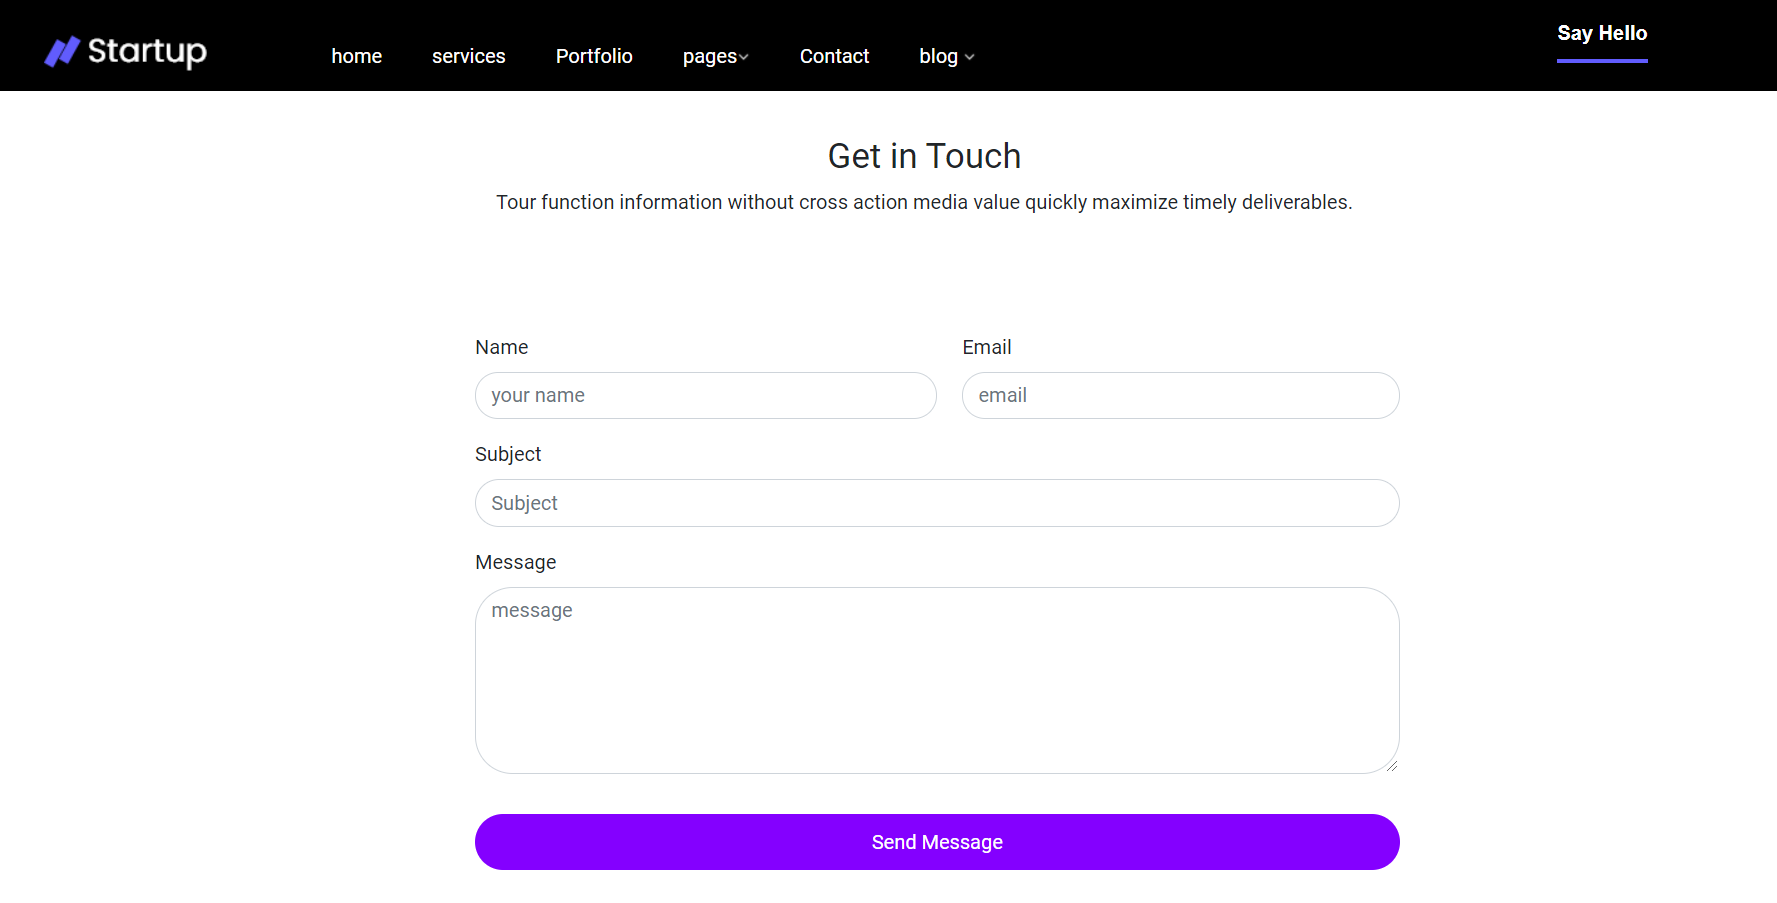 Startup
home services Portfolio pages Contact blog
Say Hello
Get in Touch
Tour function information without cross action media value quickly maximize timely deliverables.
Name Email
your name email
Subject
Subject
Message
message
Send Message